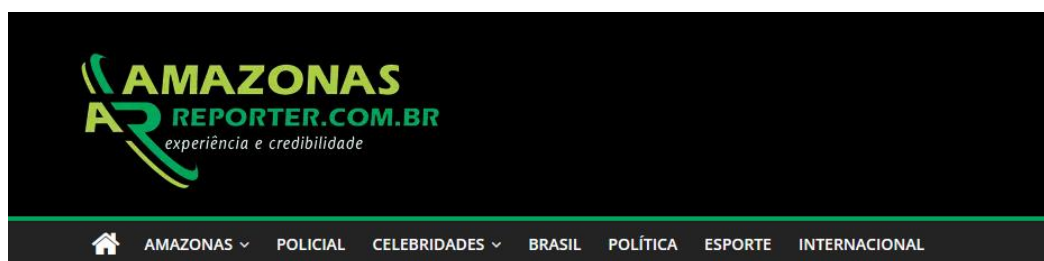 AMAZONAS
AR REPORTER.COM.BR
experiência e credibilidade
AMAZONAS POLICIAL CELEBRIDADES BRASIL POLÍTICA ESPORTE INTERNACIONAL